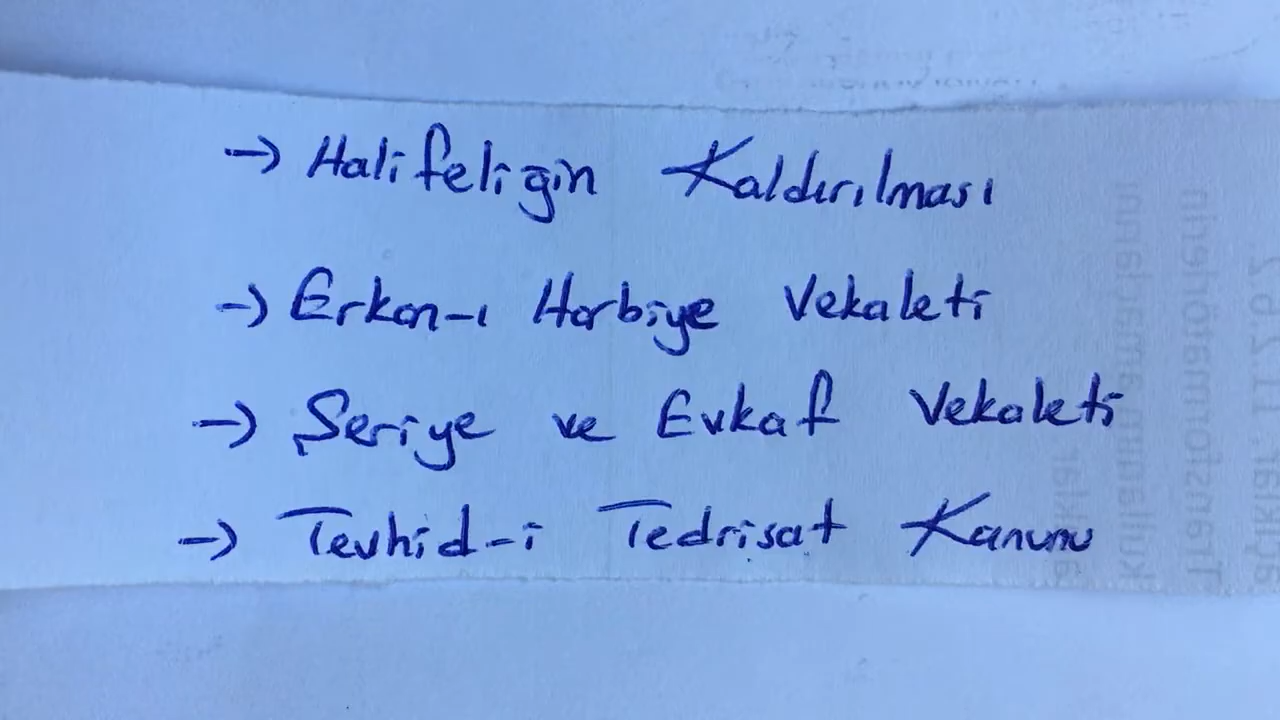 → Halifeligin Kaldırılması
→ Erkan-ı Harbiye Vekaleti
→ Şeriye ve Evkaf Vekaleti
→ Tevhid-i Tedrisat Kanunu